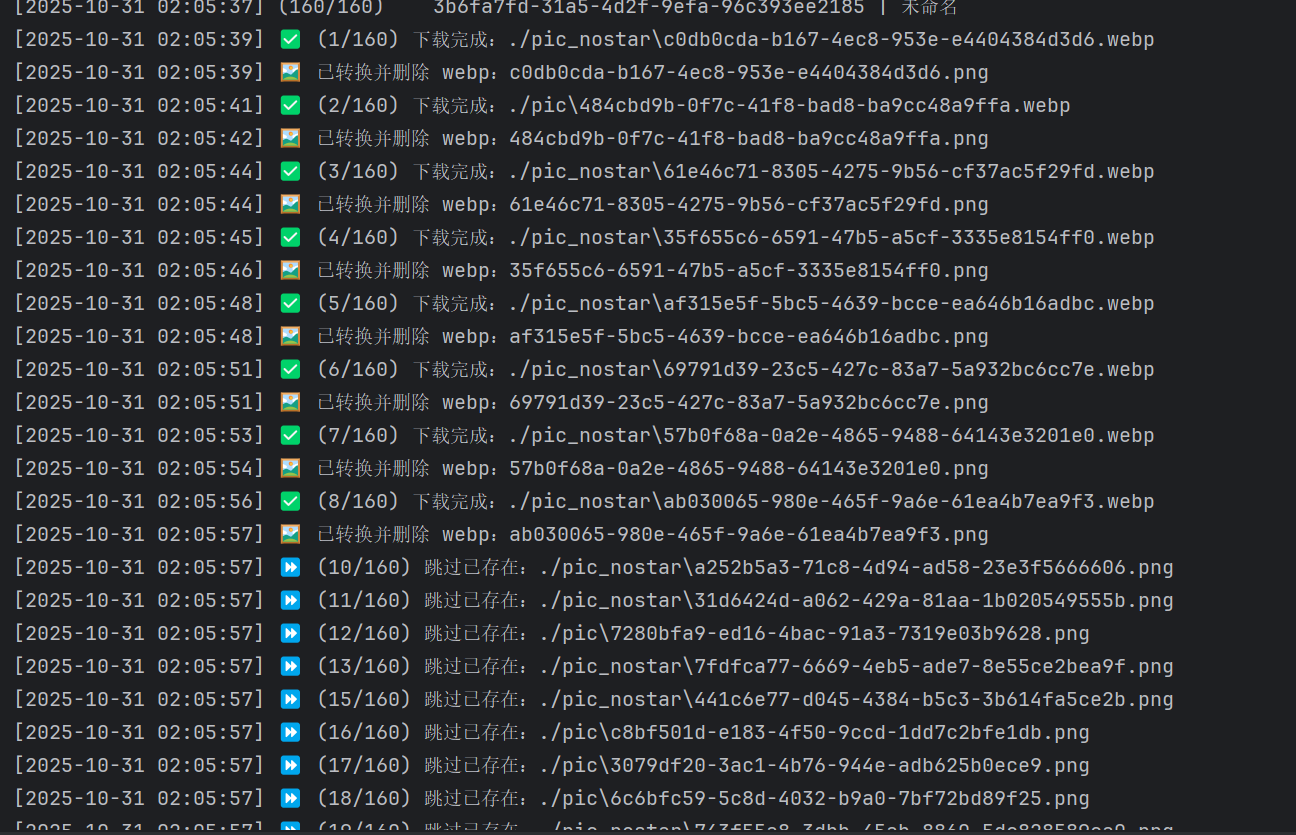 [2025-10-31 02:05:37] (160/160) 3b6fa7fd-31a5-4d2f-9efa-96c393ee2185 | 未命名
[2025-10-31 02:05:39] ✅ (1/160) 下载完成: ./pic_nostar\c0db0cda-b167-4ec8-953e-e4404384d3d6.webp
[2025-10-31 02:05:39] 🖼️ 已转换并删除 webp: c0db0cda-b167-4ec8-953e-e4404384d3d6.png
[2025-10-31 02:05:41] ✅ (2/160) 下载完成: ./pic\484cbd9b-0f7c-41f8-bad8-ba9cc48a9ffa.webp
[2025-10-31 02:05:42] 🖼️ 已转换并删除 webp: 484cbd9b-0f7c-41f8-bad8-ba9cc48a9ffa.png
[2025-10-31 02:05:44] ✅ (3/160) 下载完成: ./pic_nostar\61e46c71-8305-4275-9b56-cf37ac5f29fd.webp
[2025-10-31 02:05:44] 🖼️ 已转换并删除 webp: 61e46c71-8305-4275-9b56-cf37ac5f29fd.png
[2025-10-31 02:05:45] ✅ (4/160) 下载完成: ./pic_nostar\35f655c6-6591-47b5-a5cf-3335e8154ff0.webp
[2025-10-31 02:05:46] 🖼️ 已转换并删除 webp: 35f655c6-6591-47b5-a5cf-3335e8154ff0.png
[2025-10-31 02:05:48] ✅ (5/160) 下载完成: ./pic_nostar\af315e5f-5bc5-4639-bcce-ea646b16adbc.webp
[2025-10-31 02:05:48] 🖼️ 已转换并删除 webp: af315e5f-5bc5-4639-bcce-ea646b16adbc.png
[2025-10-31 02:05:51] ✅ (6/160) 下载完成: ./pic_nostar\69791d39-23c5-427c-83a7-5a932bc6cc7e.webp
[2025-10-31 02:05:51] 🖼️ 已转换并删除 webp: 69791d39-23c5-427c-83a7-5a932bc6cc7e.png
[2025-10-31 02:05:53] ✅ (7/160) 下载完成: ./pic_nostar\57b0f68a-0a2e-4865-9488-64143e3201e0.webp
[2025-10-31 02:05:54] 🖼️ 已转换并删除 webp: 57b0f68a-0a2e-4865-9488-64143e3201e0.png
[2025-10-31 02:05:56] ✅ (8/160) 下载完成: ./pic_nostar\ab030065-980e-465f-9a6e-61ea4b7ea9f3.webp
[2025-10-31 02:05:57] 🖼️ 已转换并删除 webp: ab030065-980e-465f-9a6e-61ea4b7ea9f3.png
[2025-10-31 02:05:57] ⏩ (10/160) 跳过已存在: ./pic_nostar\a252b5a3-71c8-4d94-ad58-23e3f5666606.png
[2025-10-31 02:05:57] ⏩ (11/160) 跳过已存在: ./pic_nostar\31d6424d-a062-429a-81aa-1b020549555b.png
[2025-10-31 02:05:57] ⏩ (12/160) 跳过已存在: ./pic\7280bfa9-ed16-4bac-91a3-7319e03b9628.png
[2025-10-31 02:05:57] ⏩ (13/160) 跳过已存在: ./pic_nostar\7fdfca77-6669-4eb5-ade7-8e55ce2bea9f.png
[2025-10-31 02:05:57] ⏩ (15/160) 跳过已存在: ./pic_nostar\441c6e77-d045-4384-b5c3-3b614fa5ce2b.png
[2025-10-31 02:05:57] ⏩ (16/160) 跳过已存在: ./pic\c8bf501d-e183-4f50-9ccd-1dd7c2bfe1db.png
[2025-10-31 02:05:57] ⏩ (17/160) 跳过已存在: ./pic\3079df20-3ac1-4b76-944e-adb625b0ece9.png
[2025-10-31 02:05:57] ⏩ (18/160) 跳过已存在: ./pic\6c6bfc59-5c8d-4032-b9a0-7bf72bd89f25.png
[2025-10-31 02:05:57] ⏩ (19/160) 跳过已存在: